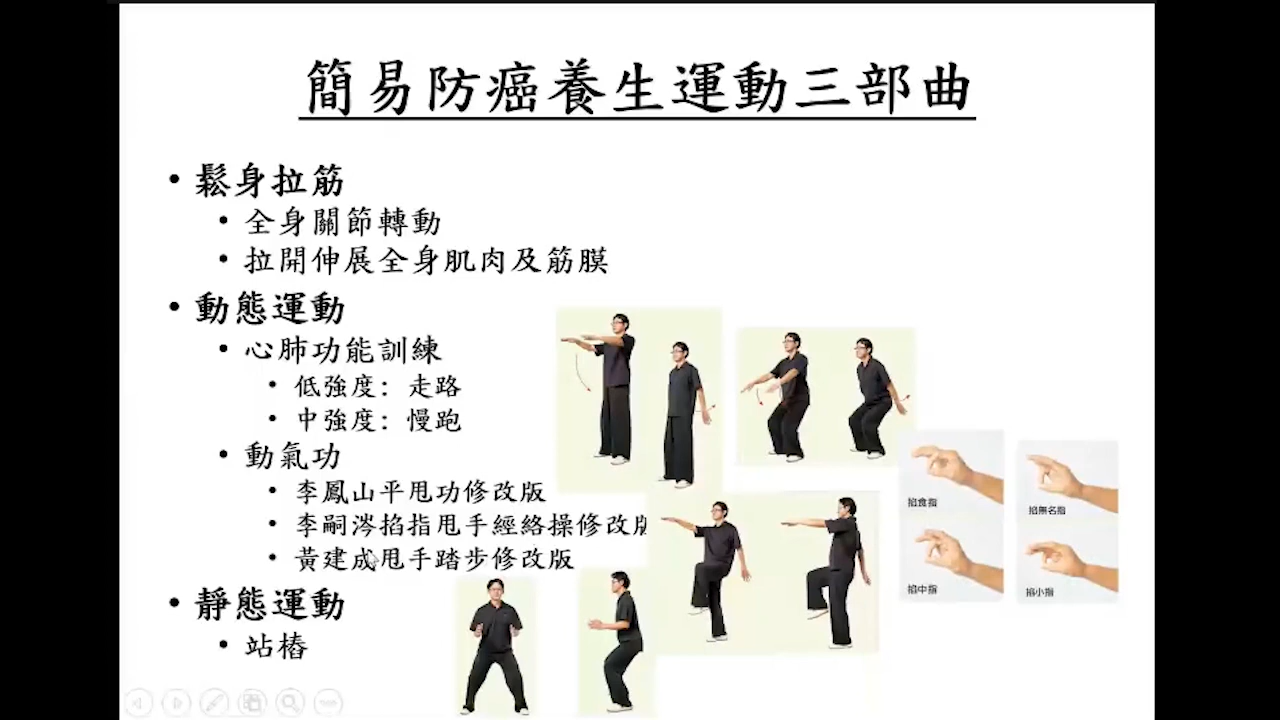 簡易防癌養生運動三部曲
• 鬆身拉筋
• 全身關節轉動
• 拉開伸展全身肌肉及筋膜
• 動態運動
• 心肺功能訓練
• 低強度：走路
• 中強度：慢跑
• 動氣功
• 李鳳山平甩功修改版
• 李嗣涔掐指甩手經絡操修改版
• 黃建成甩手踏步修改版
• 靜態運動
• 站樁
掐食指
掐無名指
掐中指
掐小指